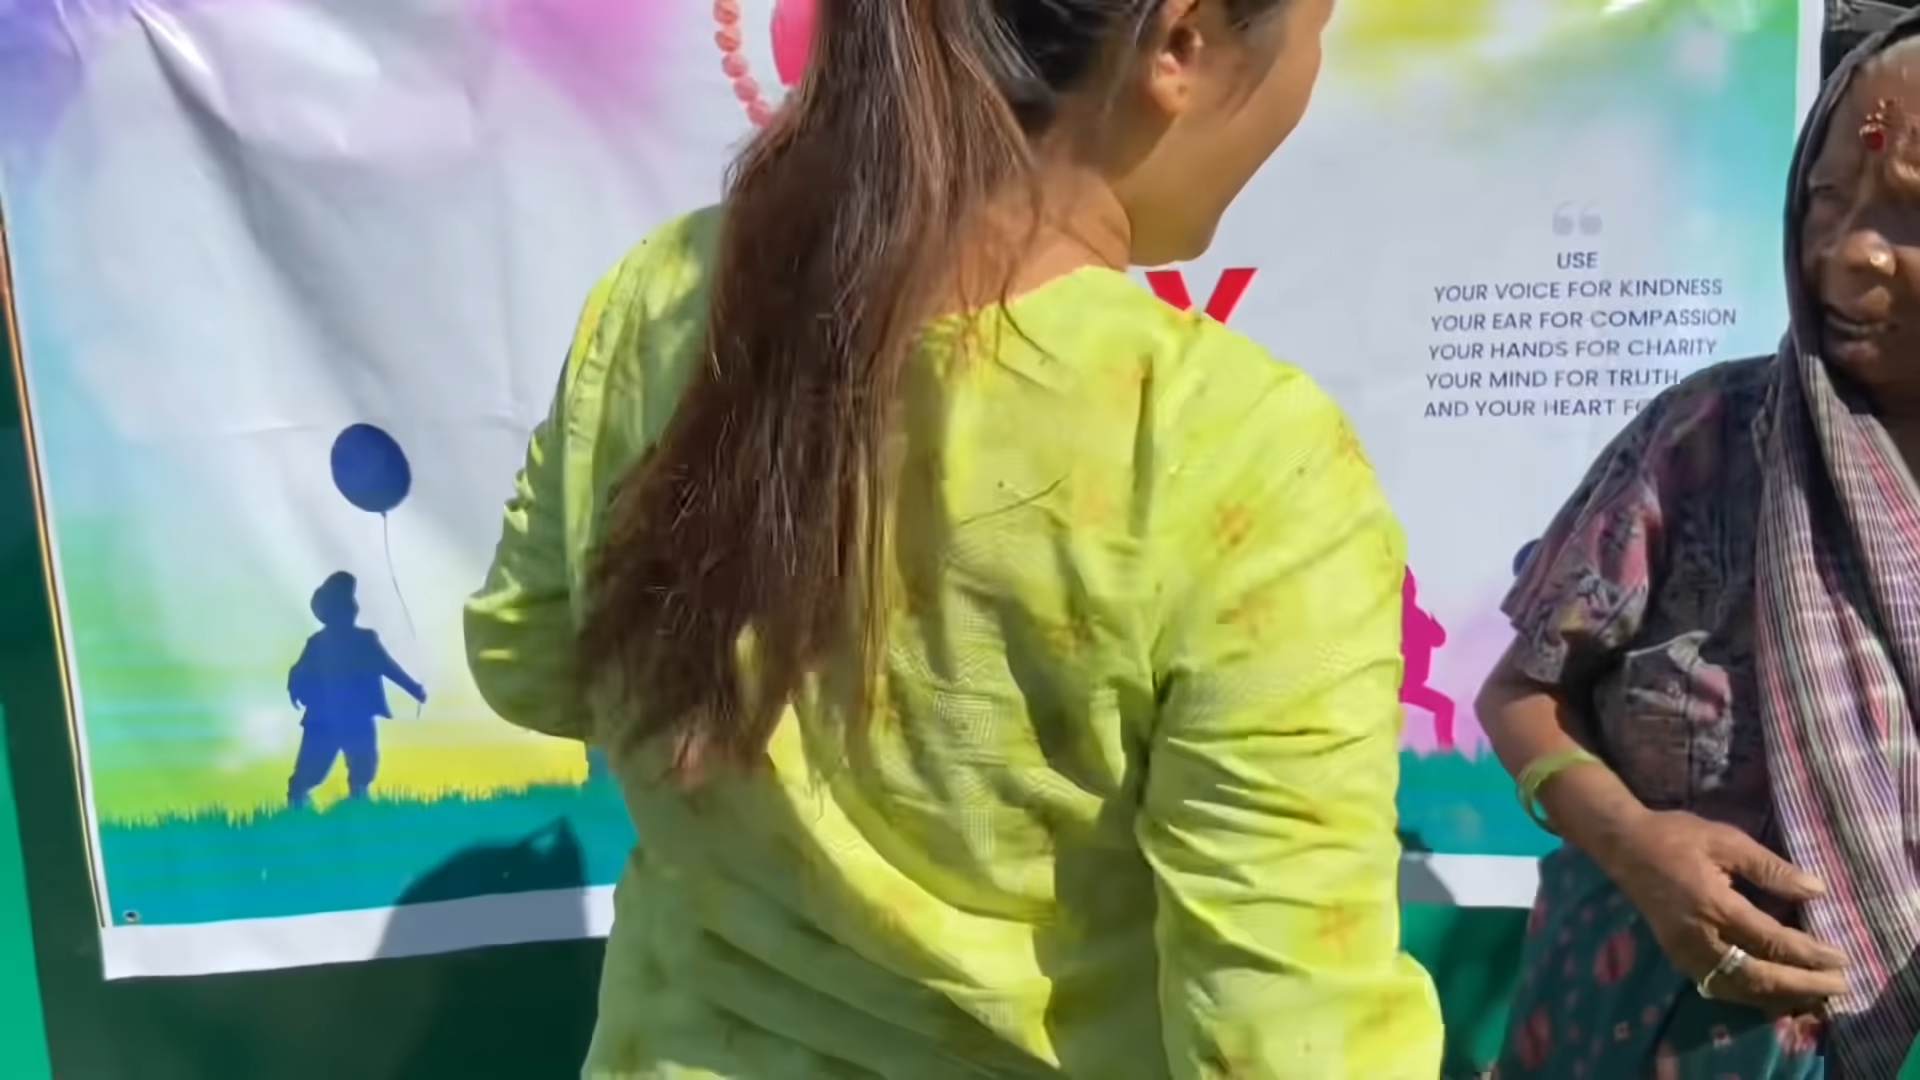 Y
USE
YOUR VOICE FOR KINDNESS
YOUR EAR FOR COMPASSION
YOUR HANDS FOR CHARITY
YOUR MIND FOR TRUTH
AND YOUR HEART